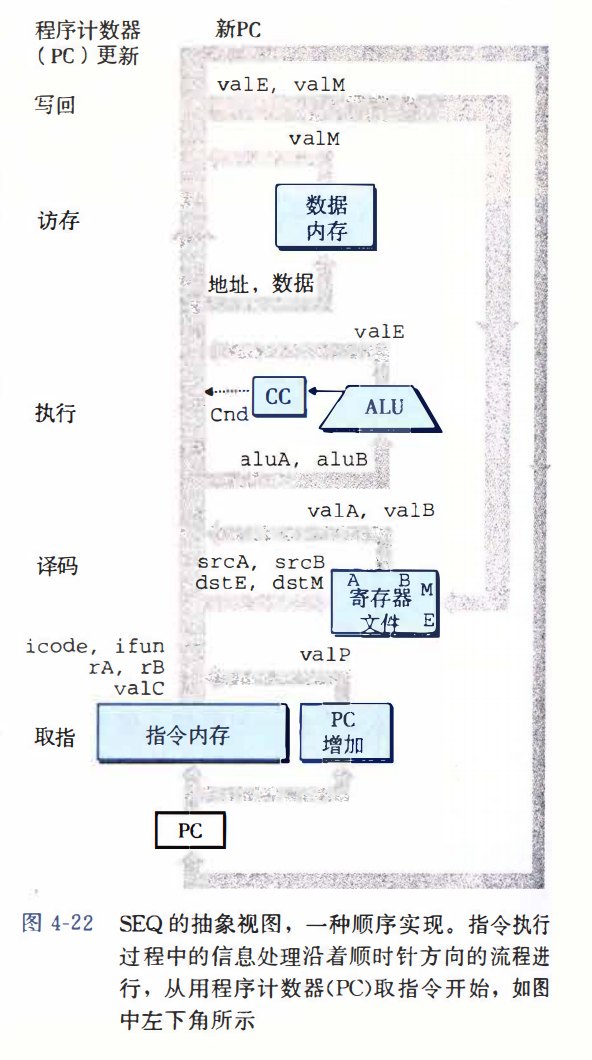 程序计数器 新PC
(PC)更新
valE, valM
写回
valM
数据
内存
访存
地址，数据
valE
CC
ALU
执行
Cnd
aluA, aluB
valA, valB
译码
srcA, srcB
dstE, dstM
A B M
寄存器
文件 E
icode, ifun
rA, rB
valC
valP
取指
指令内存
PC
增加
PC
图 4-22 SEQ的抽象视图，一种顺序实现。指令执行
过程中的信息处理沿着顺时针方向的流程进
行，从用程序计数器(PC)取指令开始，如图
中左下角所示